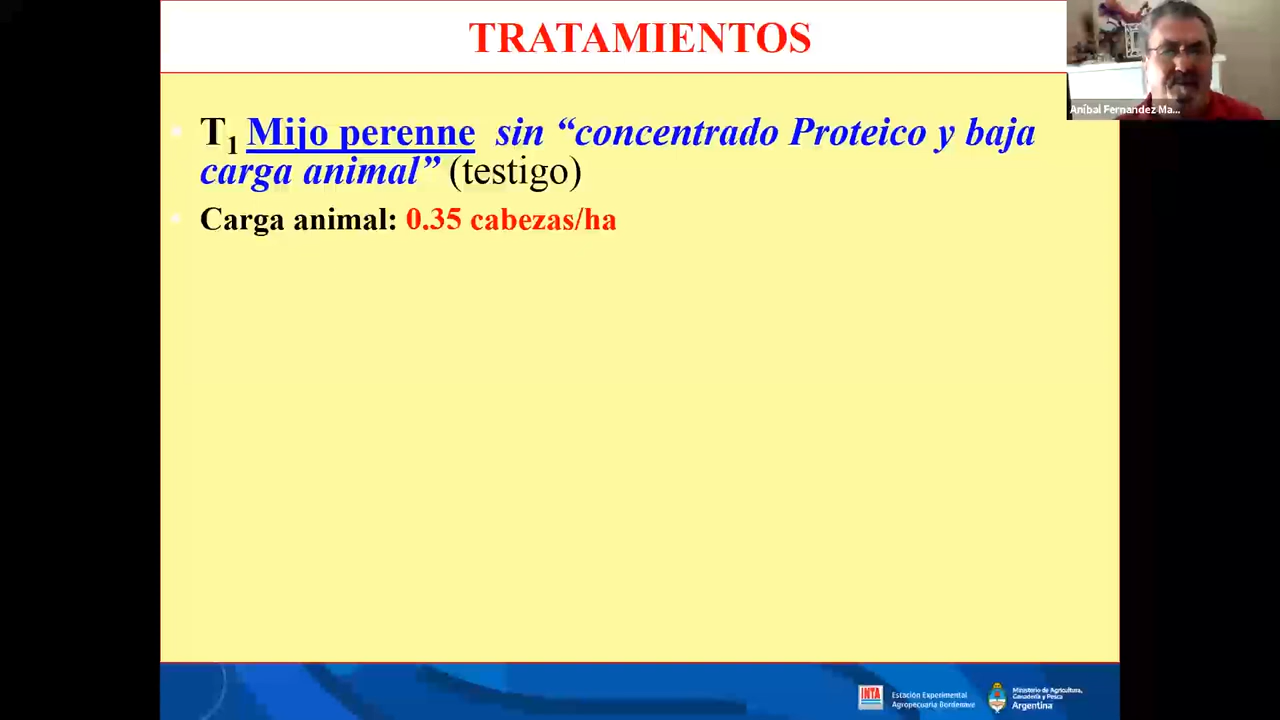 TRATAMIENTOS
Aníbal Fernandez Ma...
T1 Mijo perenne sin “concentrado Proteico y baja
carga animal” (testigo)
Carga animal: 0.35 cabezas/ha
INTA
Estación Experimental
Agropecuaria Bordenave
Ministerio de Agricultura,
Ganadería y Pesca
Argentina